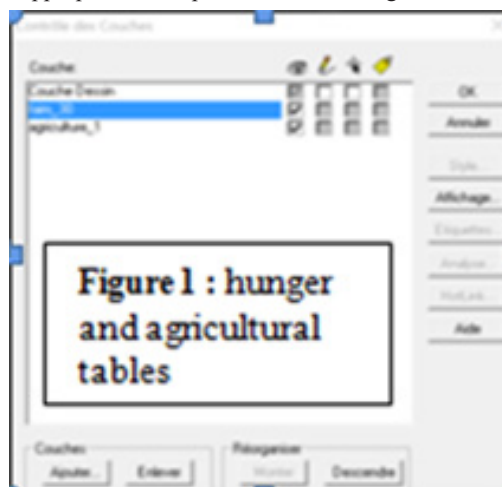 Contrôle des Couches
Couche:
Couche Dessin
agriculture_1
OK
Annuler
Style...
Affichage...
Etiquettes...
Analyse...
HotLink...
Aide
Figure 1 : hunger
and agricultural
tables
Couches
Ajouter...
Enlever
Réorganiser
Monter
Descendre